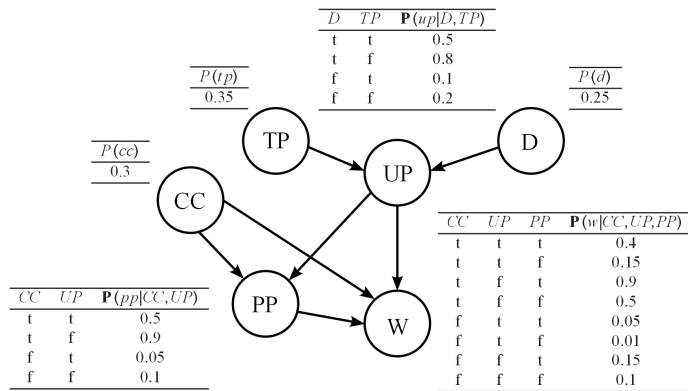 D TP P(up|D,TP)
t t 0.5
t f 0.8
f t 0.1
f f 0.2
P(tp)
0.35
P(d)
0.25
TP
D
UP
P(cc)
0.3
CC
CC UP PP P(w|CC,UP,PP)
t t t 0.4
t t f 0.15
t f t 0.9
t f f 0.5
f t t 0.05
f t f 0.01
f f t 0.15
f f f 0.1
CC UP P(pp|CC,UP)
t t 0.5
t f 0.9
f t 0.05
f f 0.1
PP
W